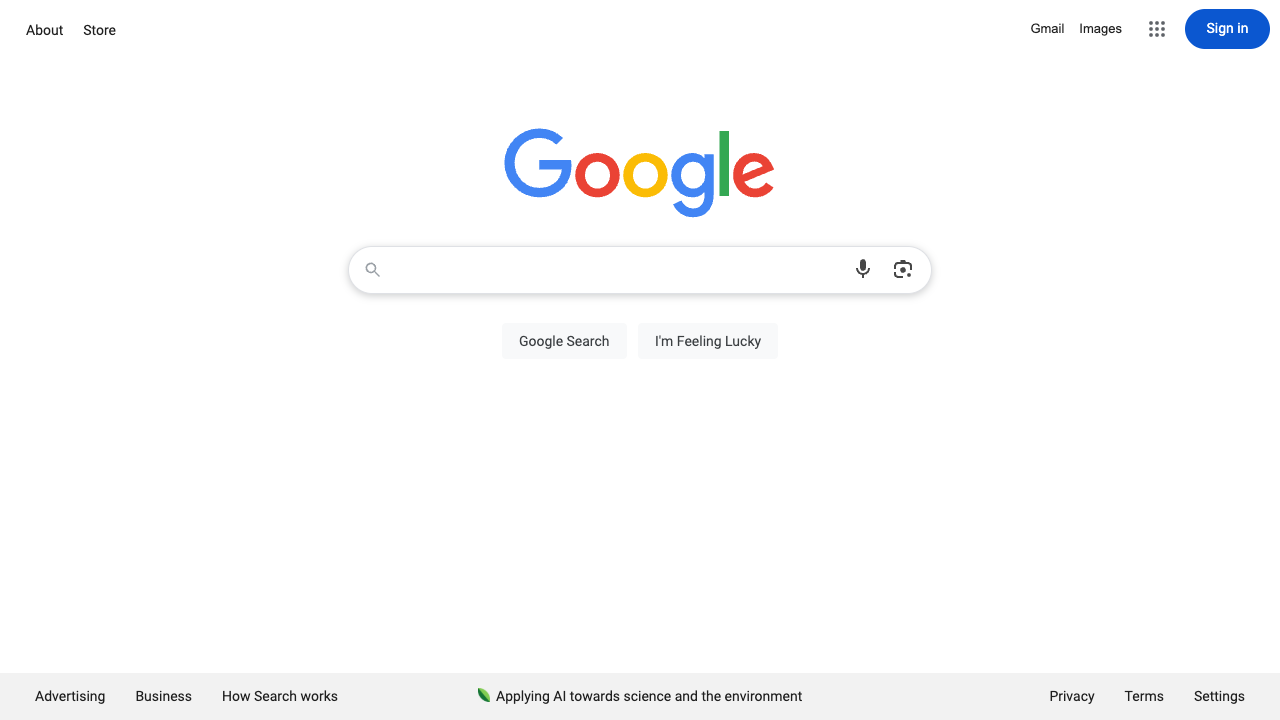 About Store Gmail Images Sign in
Google
Google Search I'm Feeling Lucky
Advertising Business How Search works Applying AI towards science and the environment Privacy Terms Settings